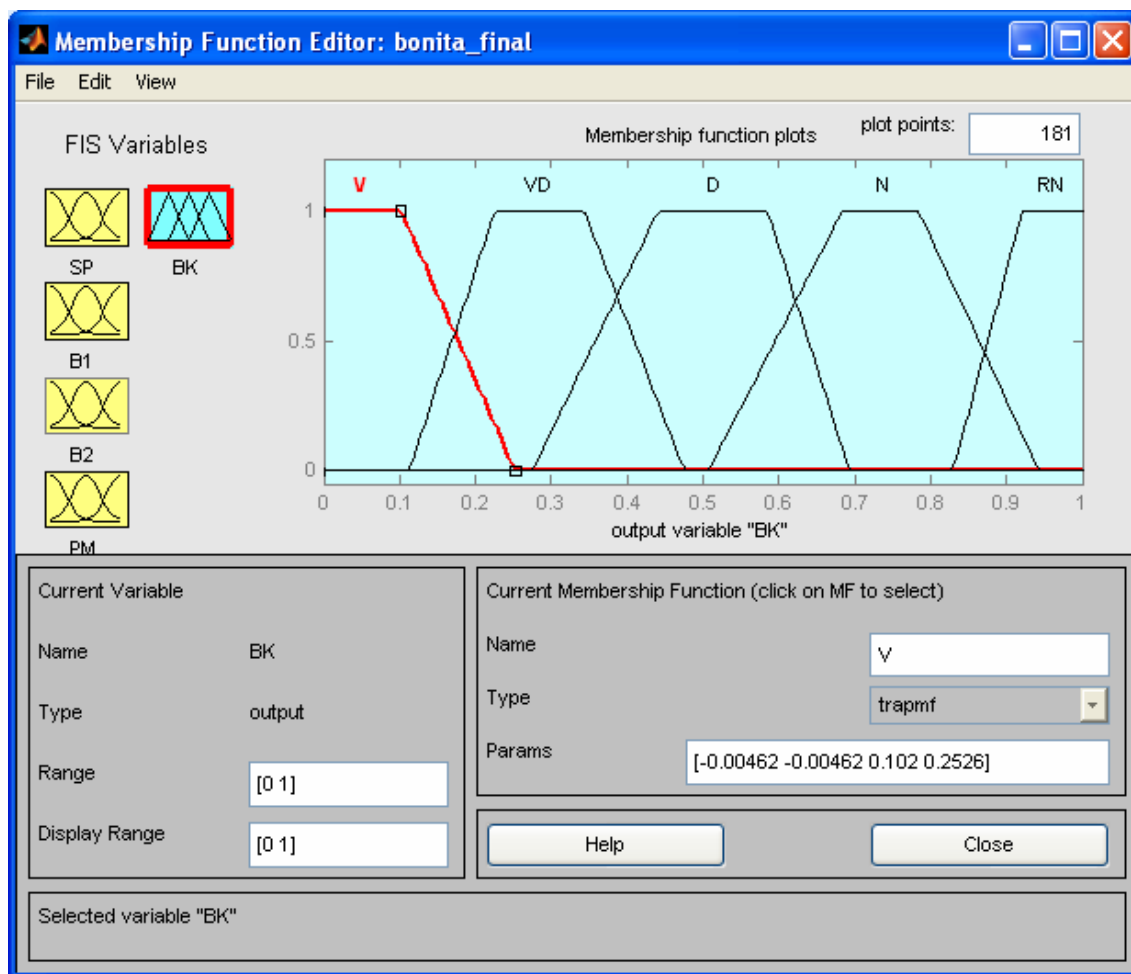 Membership Function Editor: bonita_final
File Edit View
FIS Variables
Membership function plots
plot points:
181
SP
BK
B1
B2
PM
V
VD
D
N
RN
1
0.5
0
0 0.1 0.2 0.3 0.4 0.5 0.6 0.7 0.8 0.9 1
output variable "BK"
Current Variable
Name BK
Type output
Range [0 1]
Display Range [0 1]
Current Membership Function (click on MF to select)
Name V
Type trapmf
Params [-0.00462 -0.00462 0.102 0.2526]
Help
Close
Selected variable "BK"